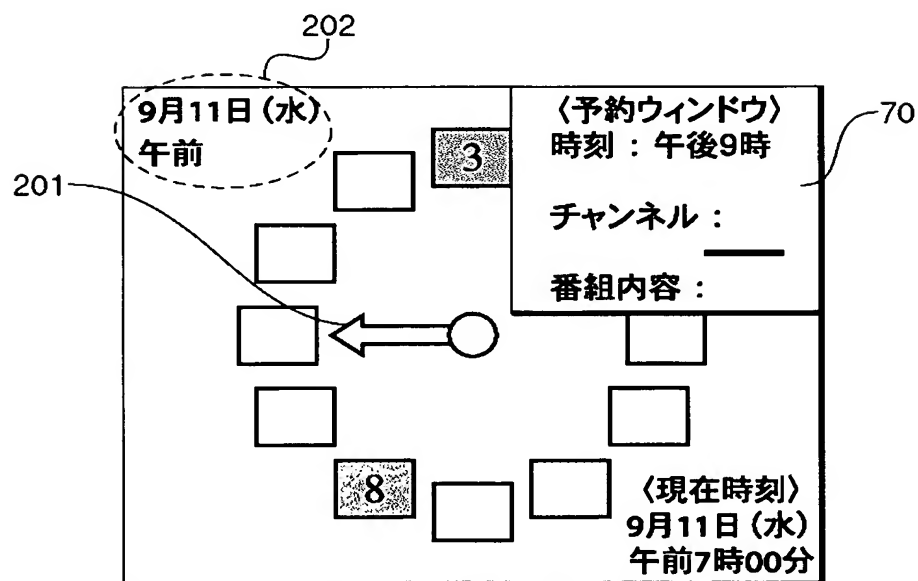 202
9月11日（水）
午前
〈予約ウィンドウ〉
時刻：午後9時
チャンネル：
番組内容：
70
3
201
8
〈現在時刻〉
9月11日（水）
午前7時00分